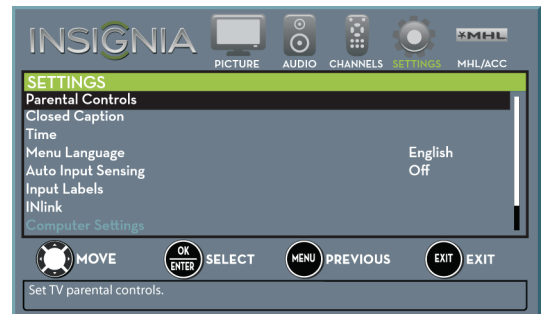 INSIGNIA
PICTURE AUDIO CHANNELS SETTINGS MHL/ACC
MHL
SETTINGS
Parental Controls
Closed Caption
Time
Menu Language English
Auto Input Sensing Off
Input Labels
INlink
Computer Settings
MOVE OK ENTER SELECT MENU PREVIOUS EXIT EXIT
Set TV parental controls.